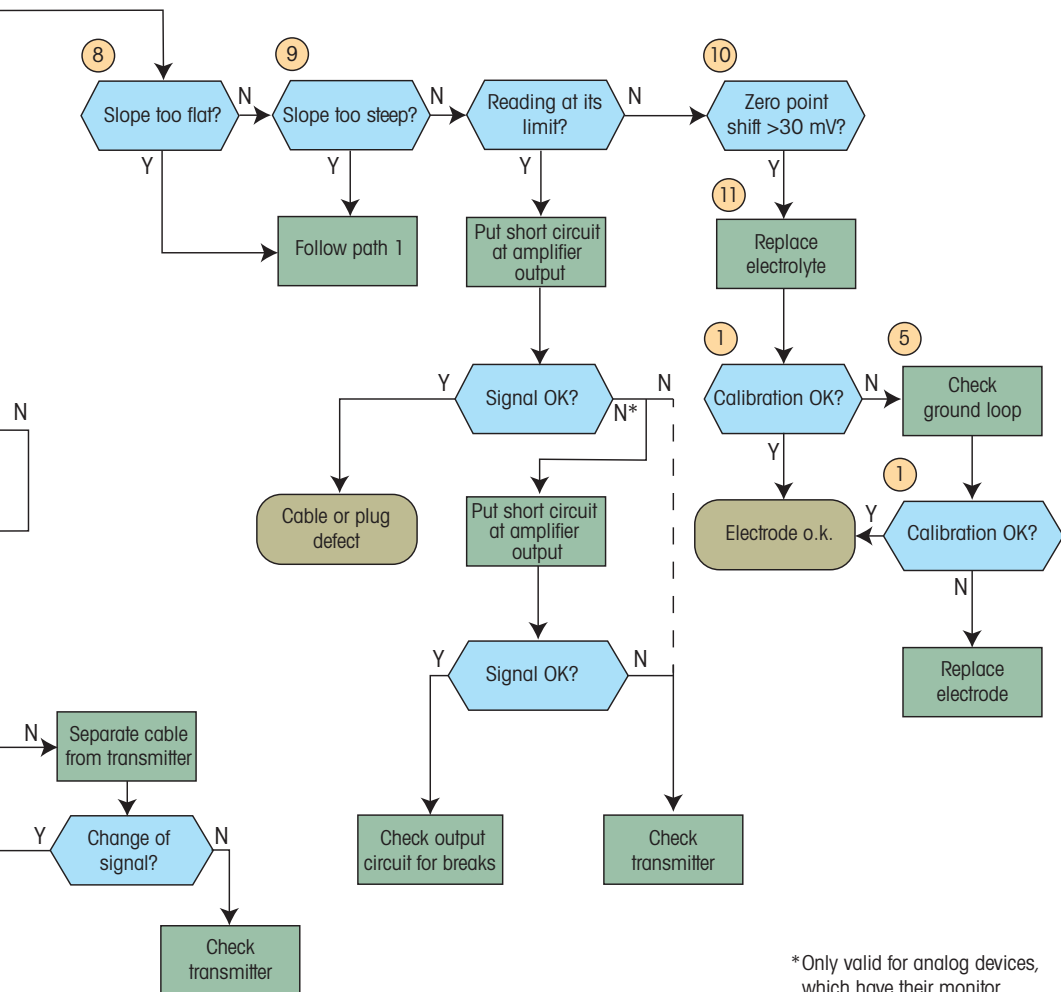 8
9
10
Slope too flat?
N
Slope too steep?
N
Reading at its
limit?
N
Zero point
shift >30 mV?
Y
Y
Y
Y
11
Follow path 1
Put short circuit
at amplifier
output
Replace
electrolyte
1
5
Y
Signal OK?
N
N*
Calibration OK?
N
Check
ground loop
N
Y
1
Cable or plug
defect
Put short circuit
at amplifier
output
Electrode o.k.
Y
Calibration OK?
N
Y
Signal OK?
N
Replace
electrode
N
Separate cable
from transmitter
Y
Change of
signal?
N
Check output
circuit for breaks
Check
transmitter
Check
transmitter
*Only valid for analog devices,
which have their monitor